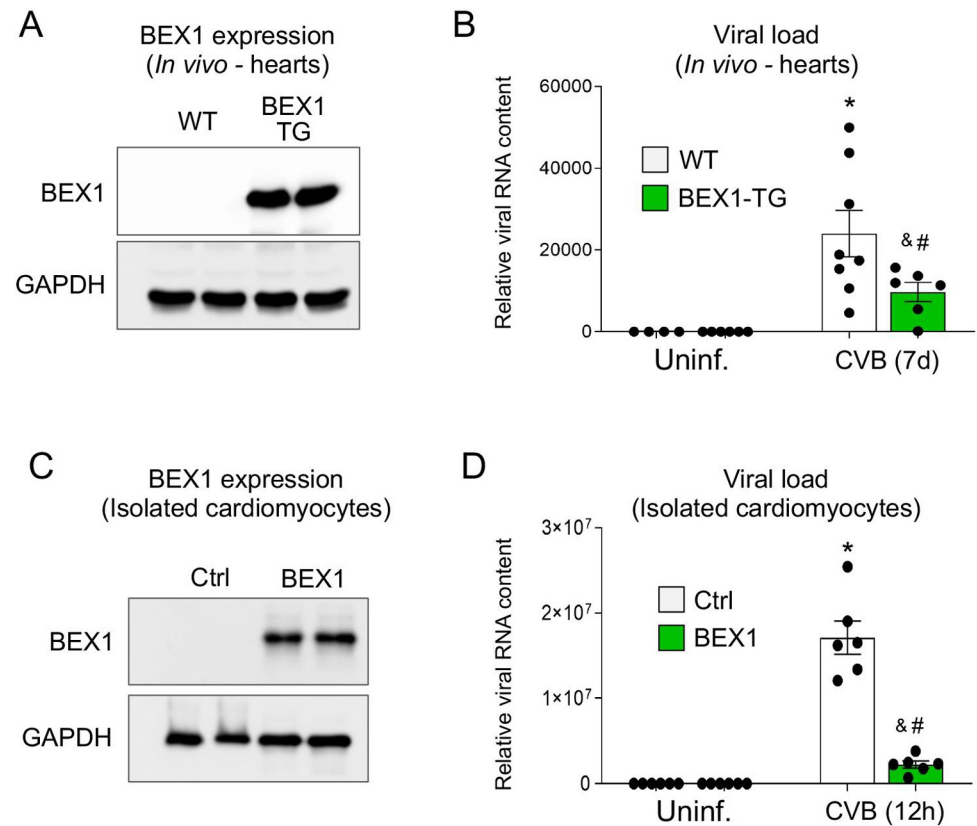 A
BEX1 expression
(In vivo - hearts)
WT
BEX1
TG
BEX1
GAPDH
B
Viral load
(In vivo - hearts)
Relative viral RNA content
60000
40000
20000
0
*
WT
BEX1-TG
& #
Uninf.
CVB (7d)
C
BEX1 expression
(Isolated cardiomyocytes)
Ctrl
BEX1
BEX1
GAPDH
D
Viral load
(Isolated cardiomyocytes)
Relative viral RNA content
3×10⁷
2×10⁷
1×10⁷
0
*
Ctrl
BEX1
& #
Uninf.
CVB (12h)